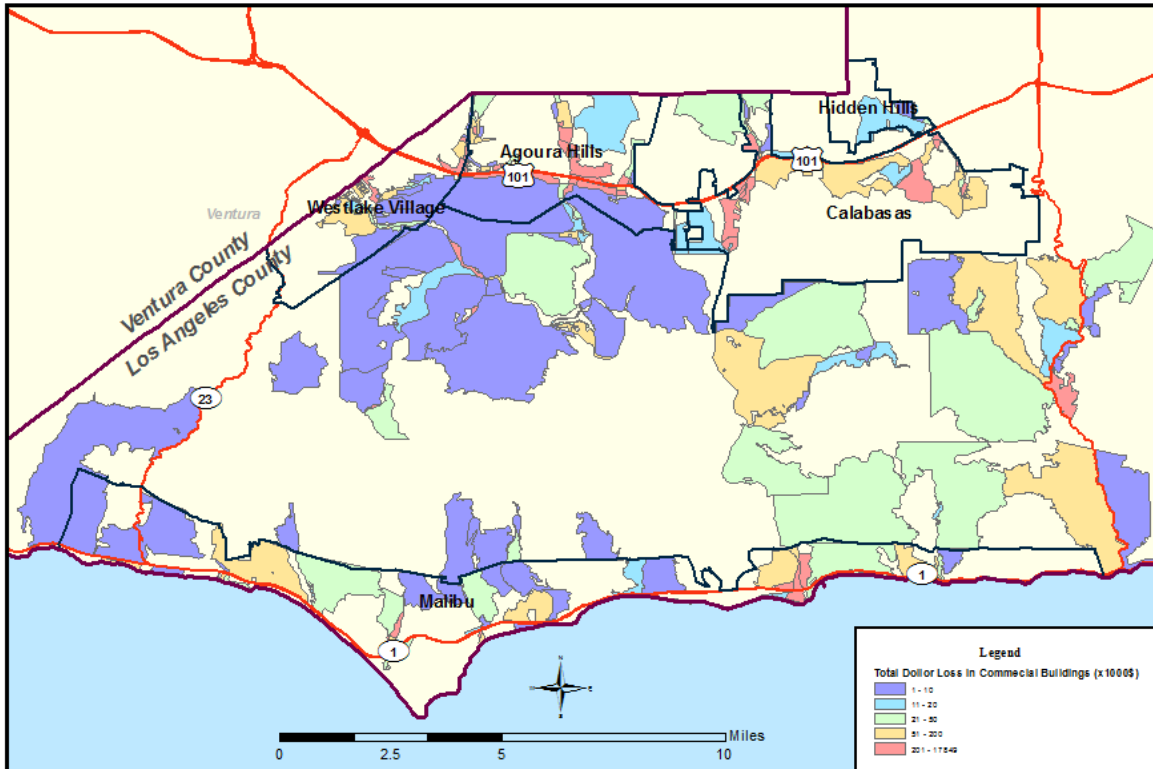 Hidden Hills
Agoura Hills
101
101
Westlake Village
Ventura
Calabasas
Ventura County
Los Angeles County
23
Malibu
1
1
N
Miles
0
2.5
5
10
Legend
Total Dollor Loss in Commecial Buildings (x1000$)
1 - 10
11 - 20
21 - 50
51 - 200
201 - 17849